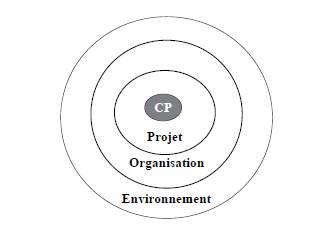 CP
Projet
Organisation
Environnement